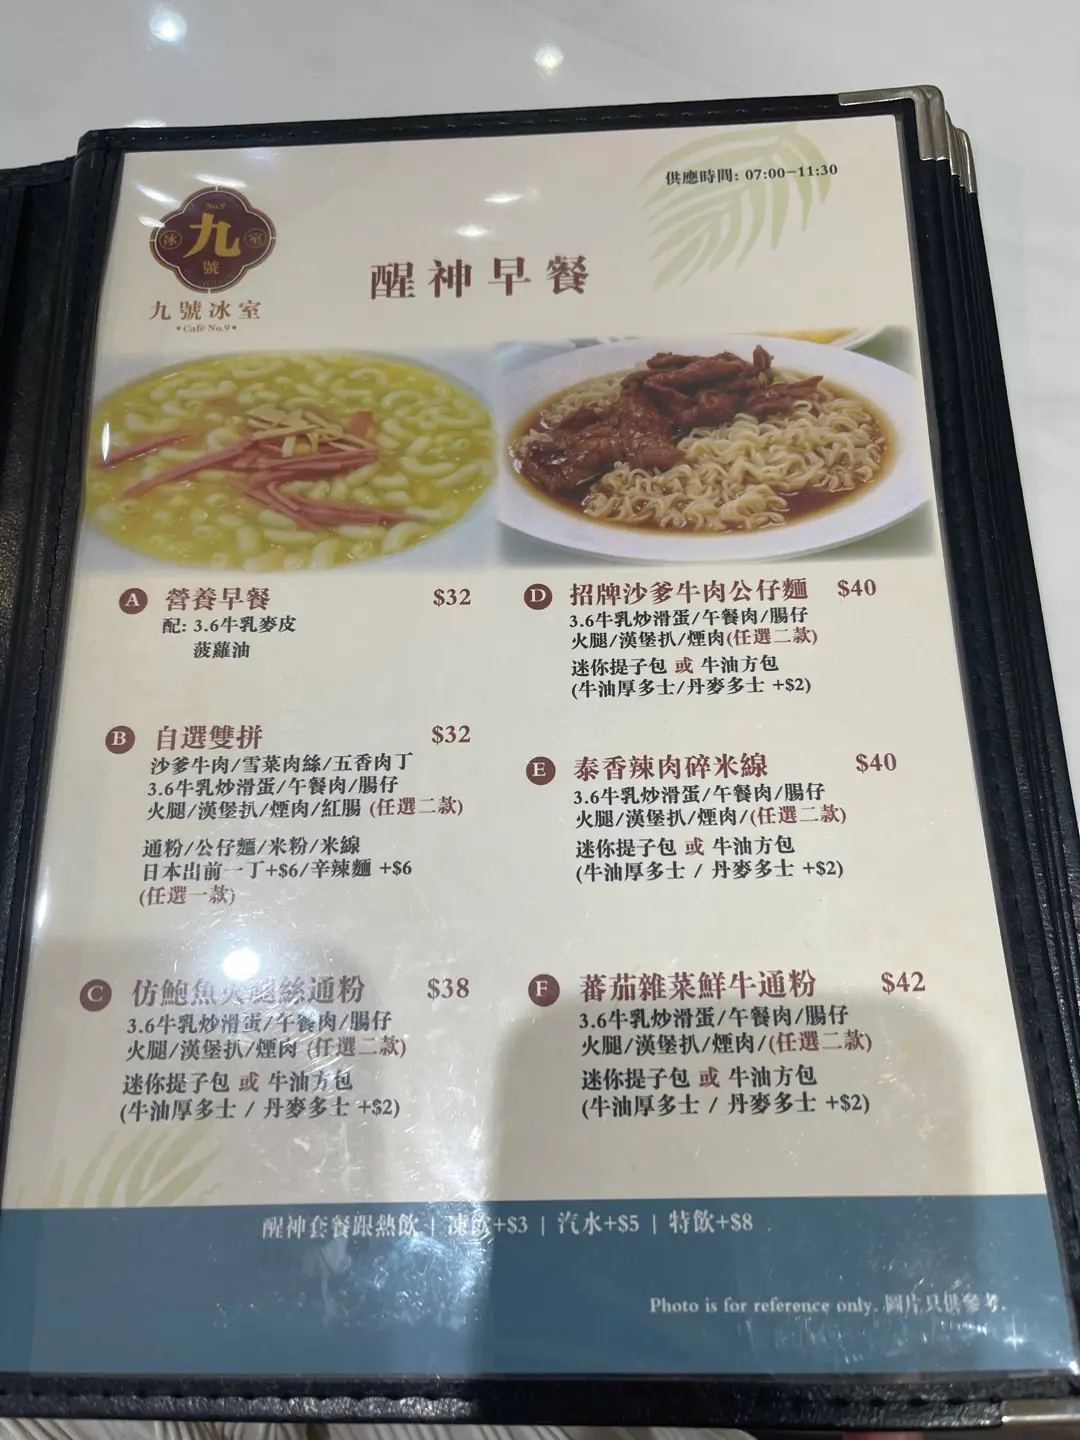 供應時間: 07:00-11:30
No.9
冰 九 室
號
九號冰室
•Café No.9•
醒神早餐
A 營養早餐 $32
配: 3.6牛乳麥皮
菠蘿油
B 自選雙拼 $32
沙爹牛肉/雪菜肉絲/五香肉丁
3.6牛乳炒滑蛋/午餐肉/腸仔
火腿/漢堡扒/煙肉/紅腸 (任選二款)
通粉/公仔麵/米粉/米線
日本出前一丁+$6/辛辣麵 +$6
(任選一款)
C 仿鮑魚火腿絲通粉 $38
3.6牛乳炒滑蛋/午餐肉/腸仔
火腿/漢堡扒/煙肉 (任選二款)
迷你提子包 或 牛油方包
(牛油厚多士 / 丹麥多士 +$2)
D 招牌沙爹牛肉公仔麵 $40
3.6牛乳炒滑蛋/午餐肉/腸仔
火腿/漢堡扒/煙肉(任選二款)
迷你提子包 或 牛油方包
(牛油厚多士/丹麥多士 +$2)
E 泰香辣肉碎米線 $40
3.6牛乳炒滑蛋/午餐肉/腸仔
火腿/漢堡扒/煙肉/(任選二款)
迷你提子包 或 牛油方包
(牛油厚多士 / 丹麥多士 +$2)
F 蕃茄雜菜鮮牛通粉 $42
3.6牛乳炒滑蛋/午餐肉/腸仔
火腿/漢堡扒/煙肉/(任選二款)
迷你提子包 或 牛油方包
(牛油厚多士 / 丹麥多士 +$2)
醒神套餐跟熱飲 | 凍飲+$3 | 汽水+$5 | 特飲+$8
Photo is for reference only. 圖片只供參考.